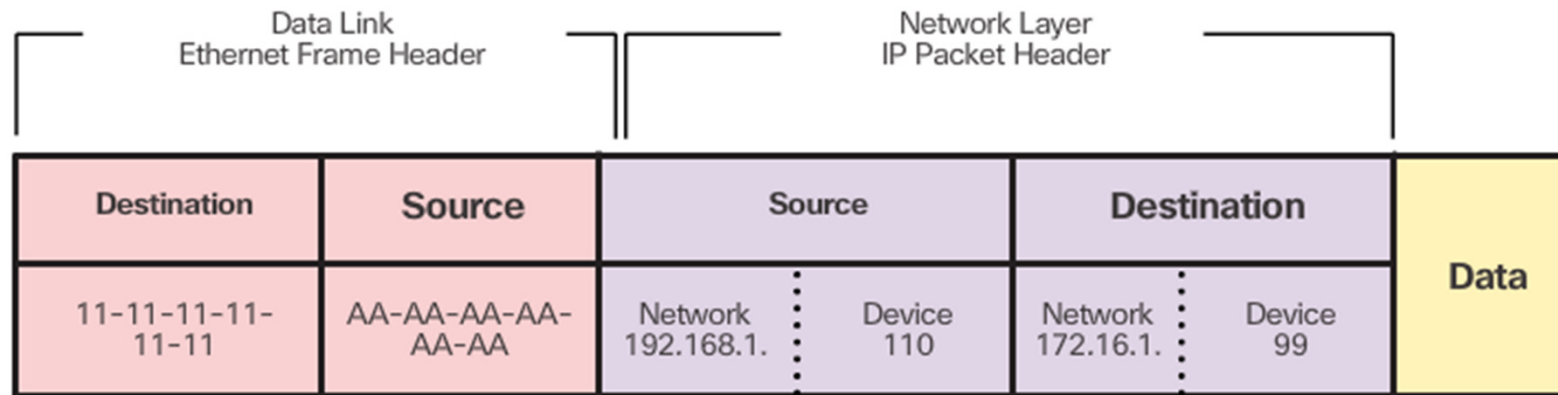 Data Link
Ethernet Frame Header
Network Layer
IP Packet Header
Destination
Source
Source
Destination
Data
11-11-11-11-
11-11
AA-AA-AA-AA-
AA-AA
Network
192.168.1.
Device
110
Network
172.16.1.
Device
99